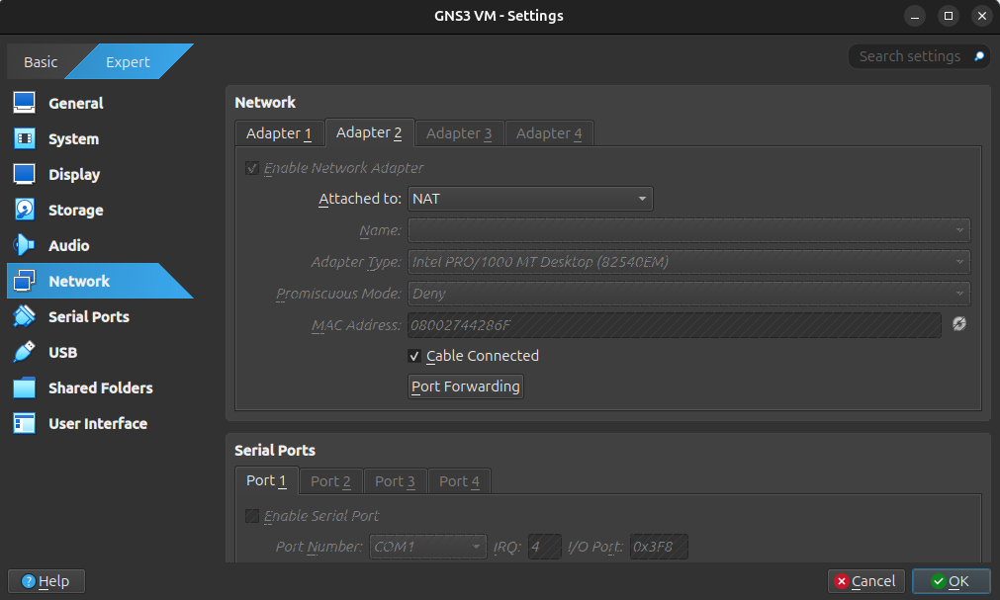 GNS3 VM - Settings
Basic Expert Search settings
General
System
Display
Storage
Audio
Network
Serial Ports
USB
Shared Folders
User Interface
Network
Adapter 1 Adapter 2 Adapter 3 Adapter 4
Enable Network Adapter
Attached to: NAT
Name:
Adapter Type: Intel PRO/1000 MT Desktop (82540EM)
Promiscuous Mode: Deny
MAC Address: 08002744286F
Cable Connected
Port Forwarding
Serial Ports
Port 1 Port 2 Port 3 Port 4
Enable Serial Port
Port Number: COM1 IRQ: 4 I/O Port: 0x3F8
Help Cancel OK